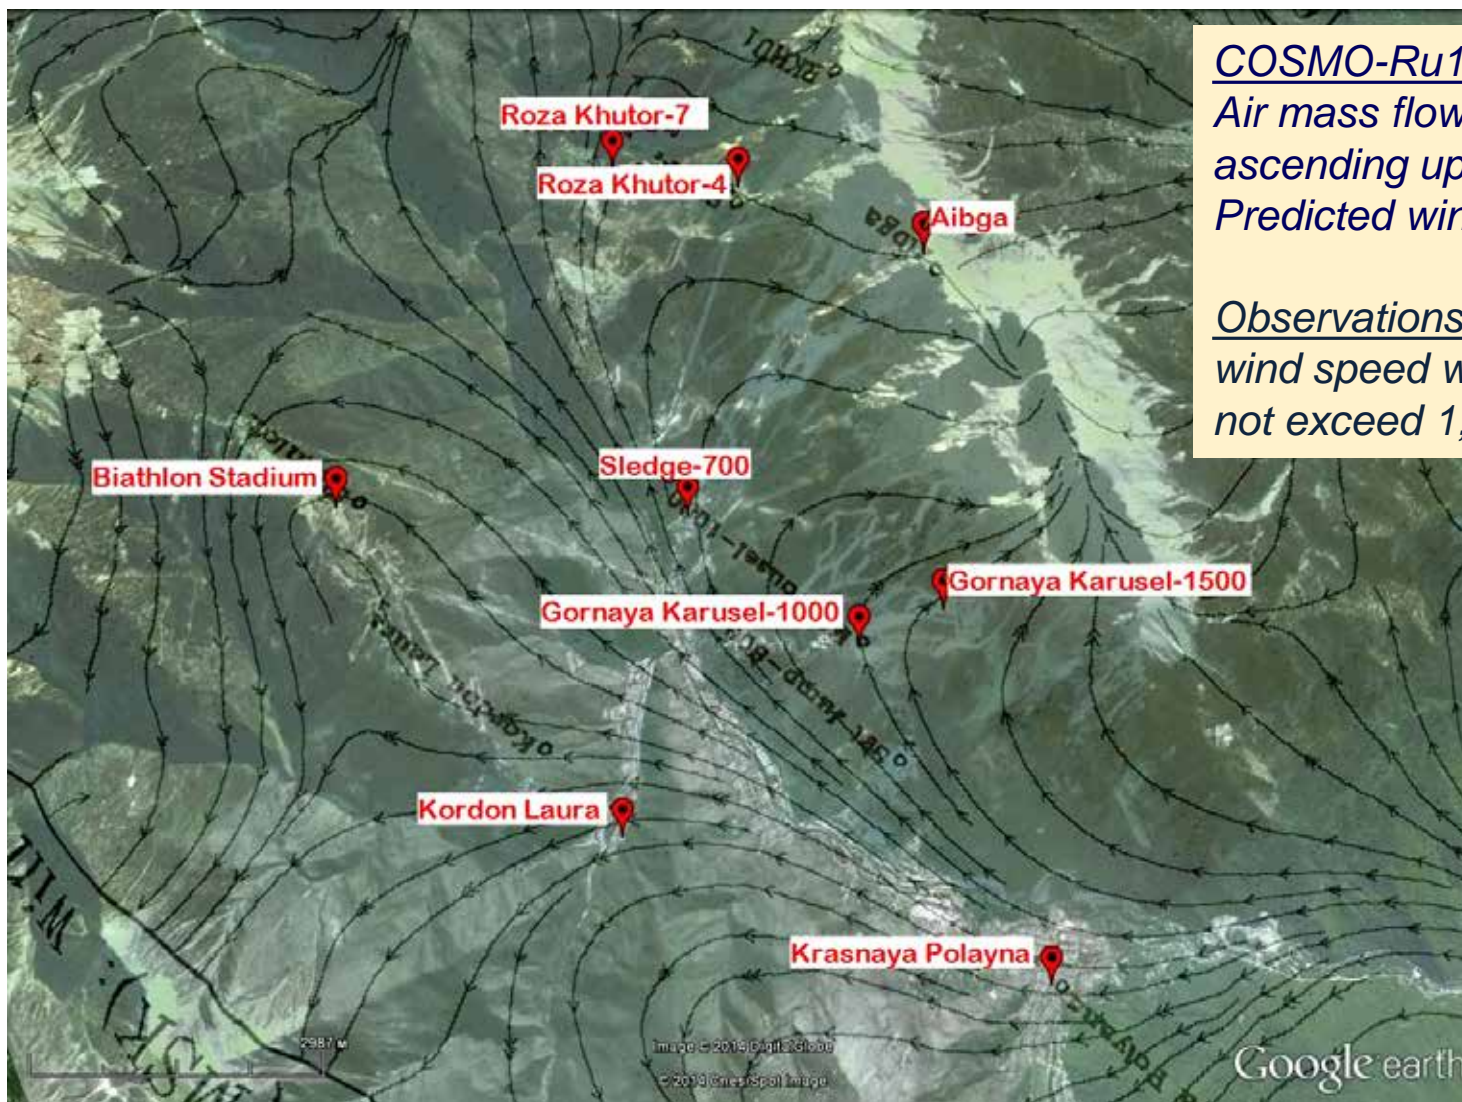 COSMO-Ru1
Air mass flow
ascending up
Predicted win
Observations
wind speed w
not exceed 1,
Roza Khutor-7
Roza Khutor-4
Aibga
Biathlon Stadium
Sledge-700
Gornaya Karusel-1500
Gornaya Karusel-1000
Kordon Laura
Krasnaya Polayna
2987 м
Image © 2014 DigitalGlobe
© 2014 Cnes/Spot Image
Google earth